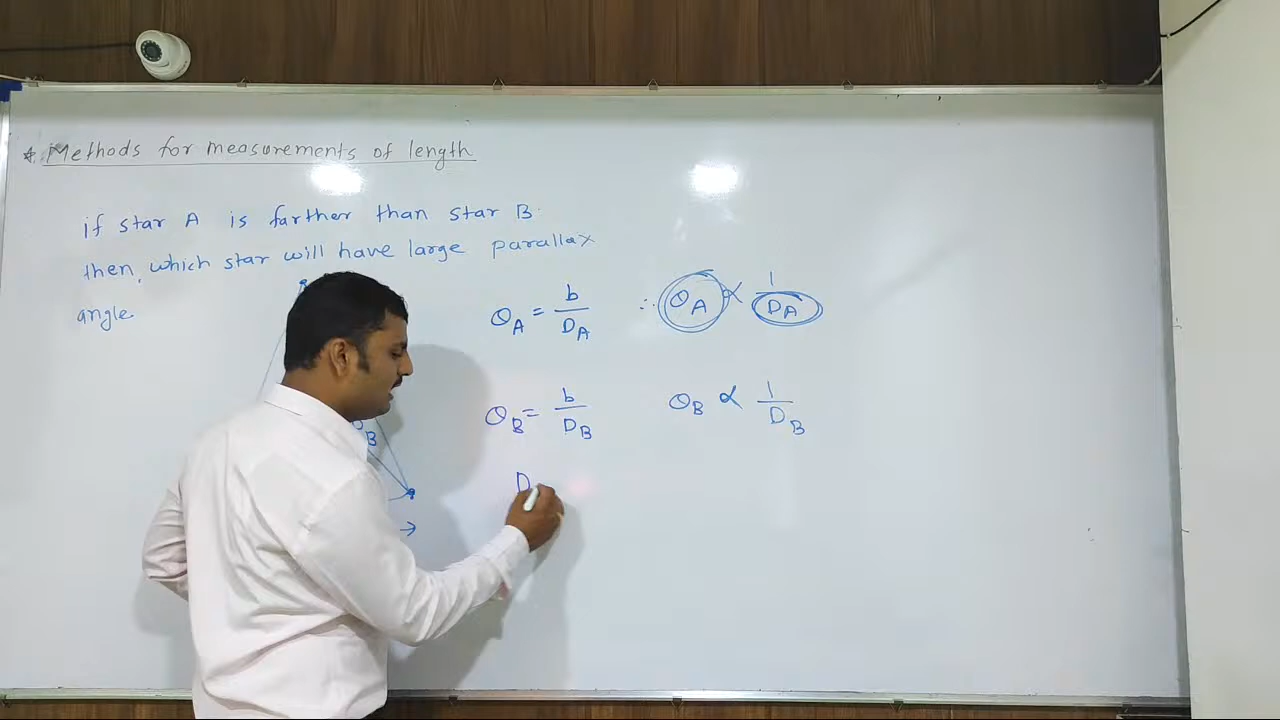 * Methods for measurements of length
if star A is farther than star B.
then, which star will have large parallax
angle.
θA = b/DA ∴ θA ∝ 1/DA
θB = b/DB θB ∝ 1/DB
B
D